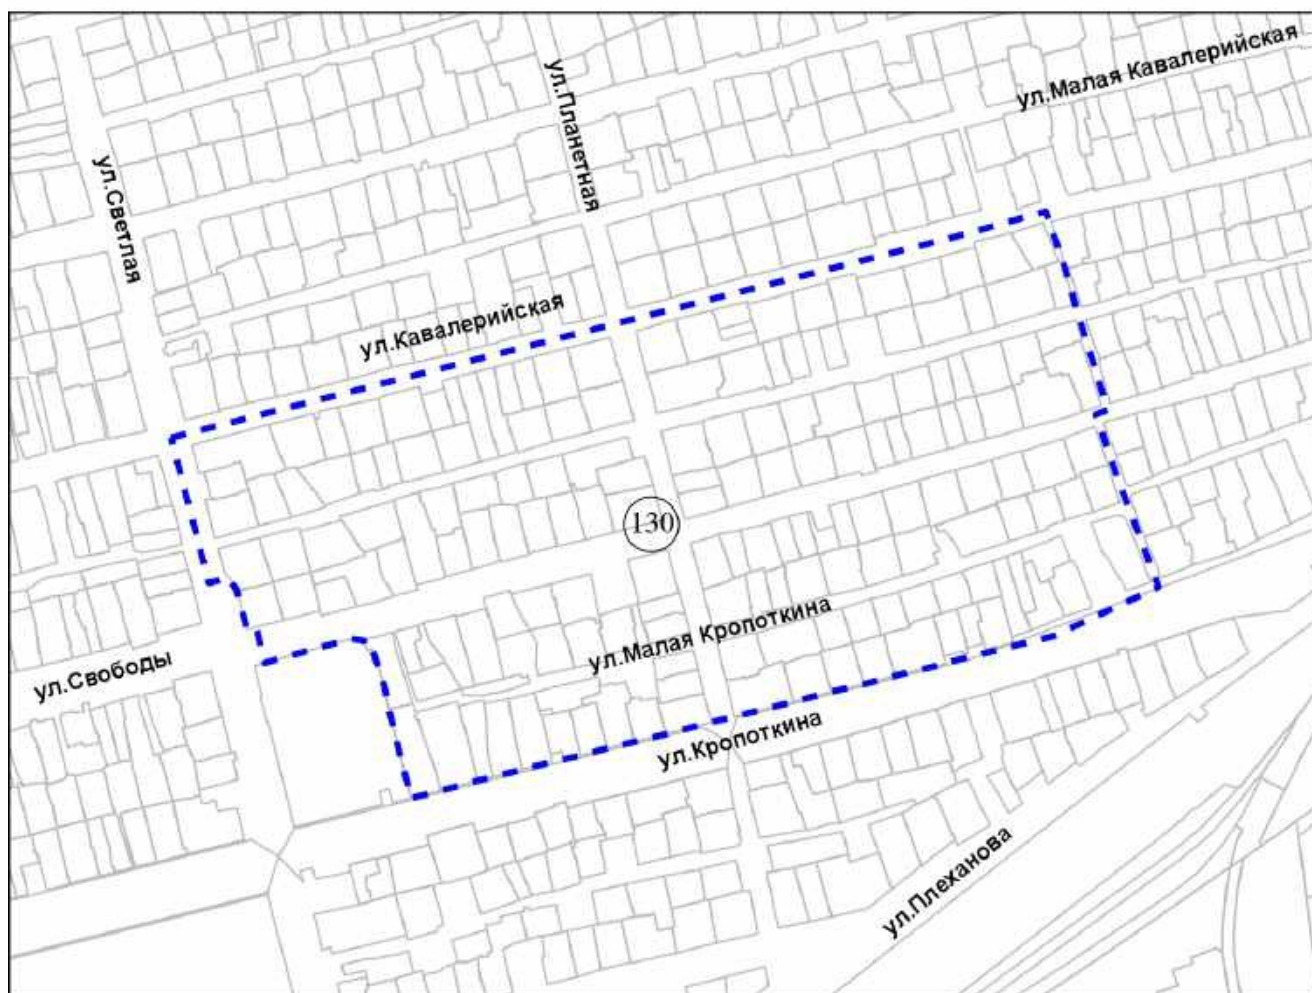 ул.Малая Кавалерийская
ул.Планетная
ул.Светлая
ул.Кавалерийская
130
ул.Малая Кропоткина
ул.Свободы
ул.Кропоткина
ул.Плеханова